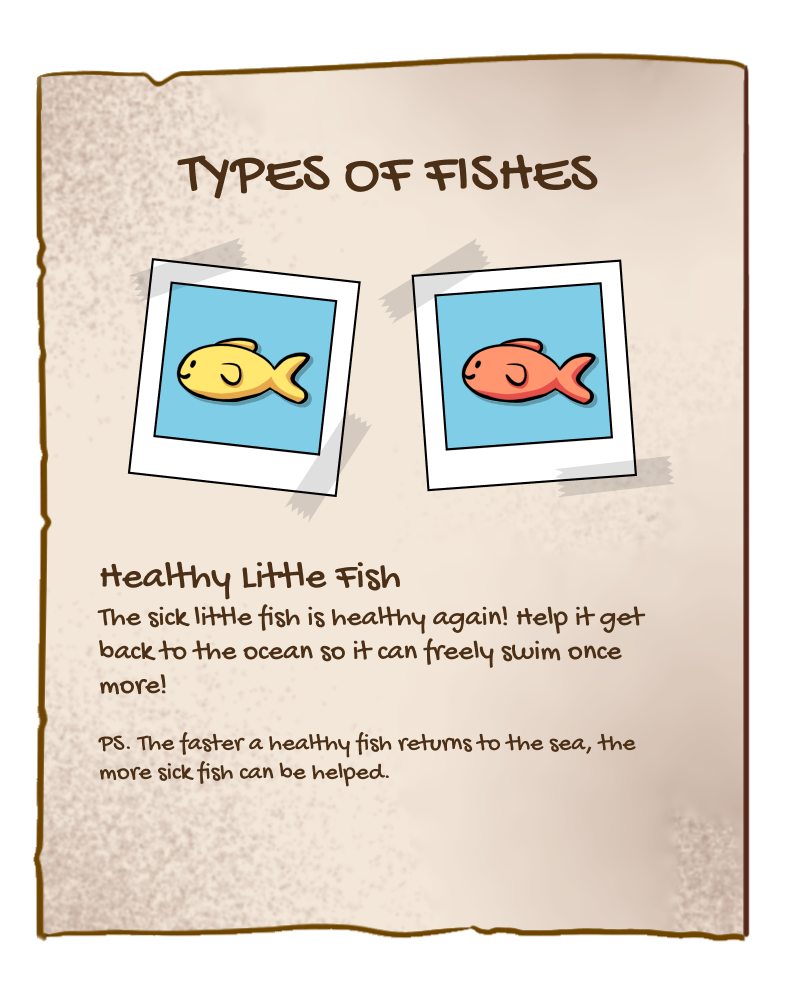 TYPES OF FISHES
Healthy Little Fish
The sick little fish is healthy again! Help it get
back to the ocean so it can freely swim once
more!
PS. The faster a healthy fish returns to the sea, the
more sick fish can be helped.